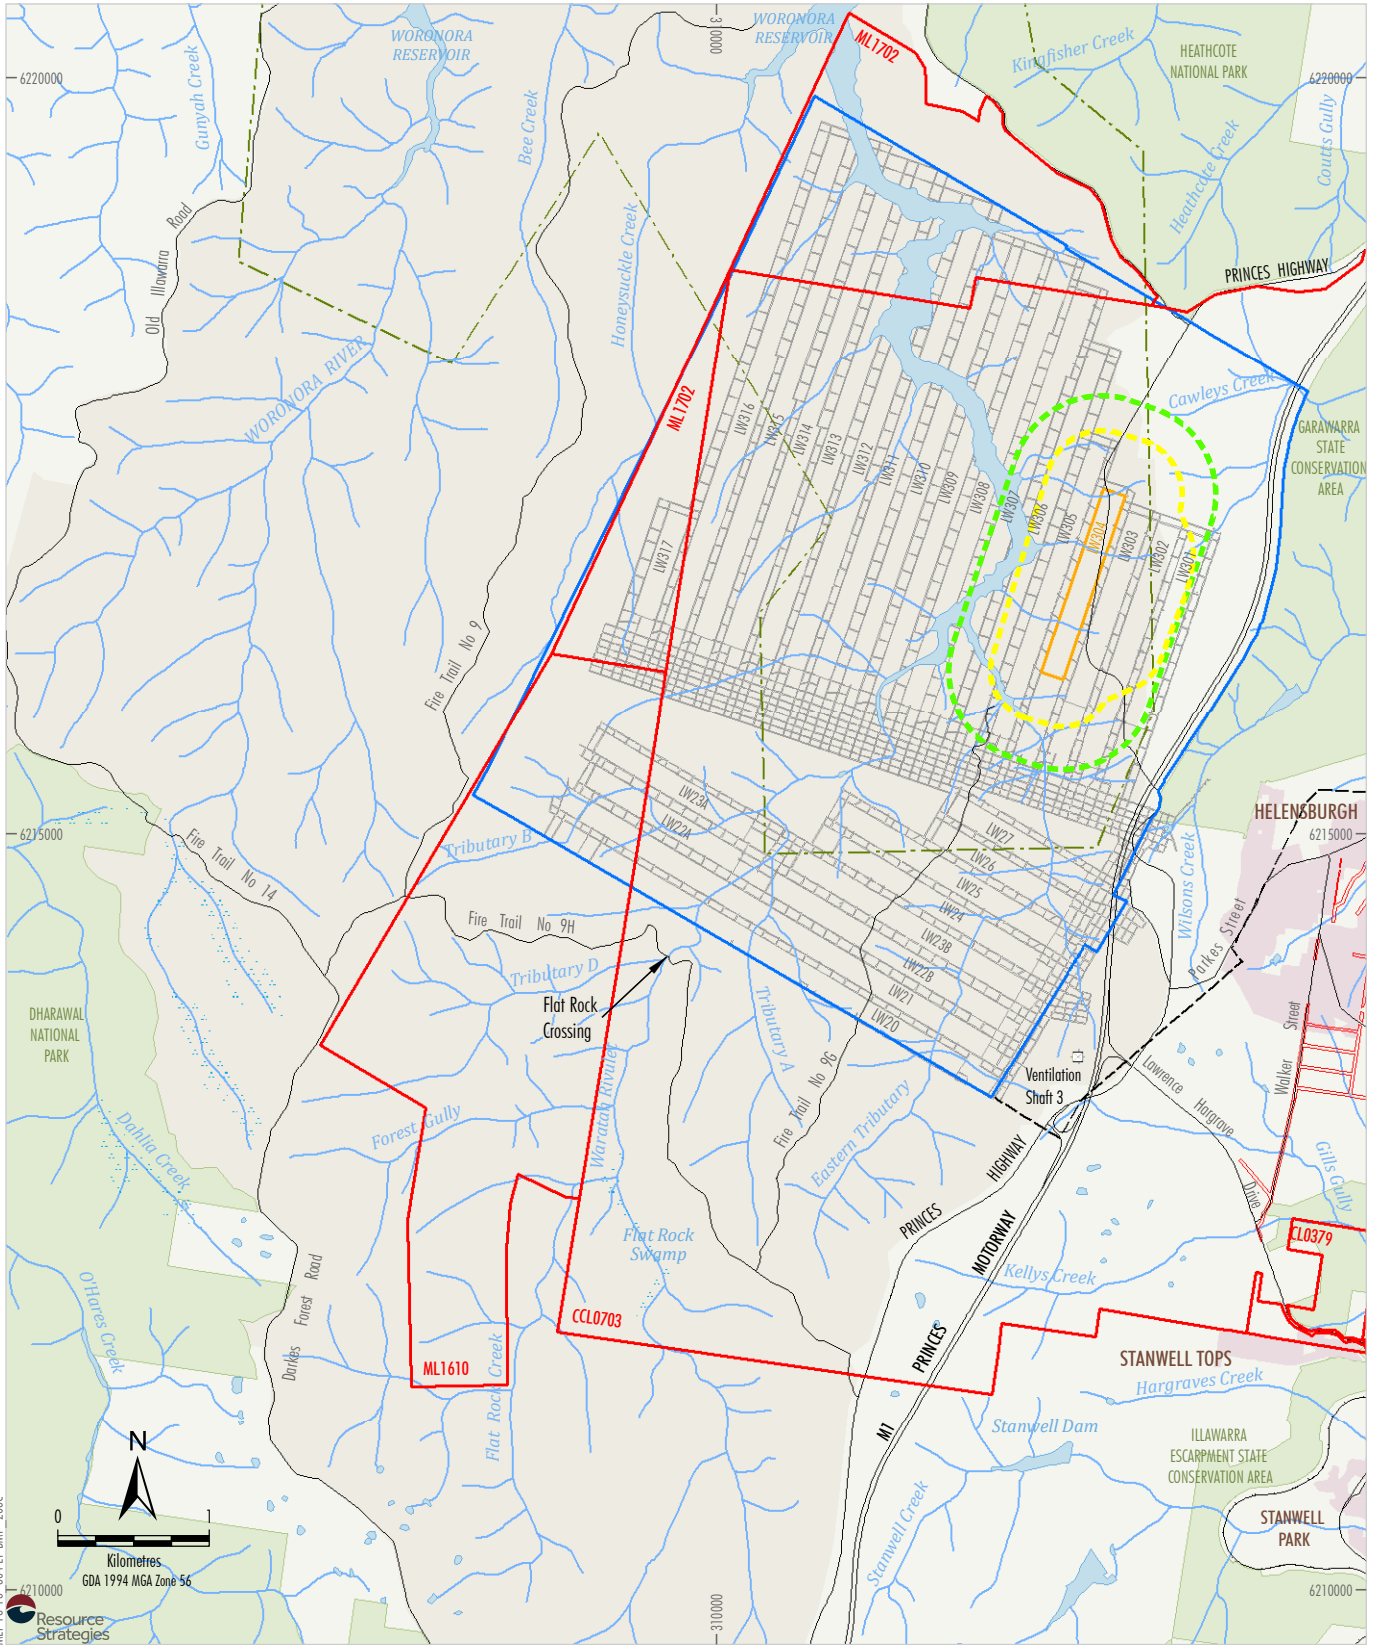 WORONORA
RESERVOIR
310000
WORONORA
RESERVOIR
ML1702
Kingfisher Creek
HEATHCOTE
NATIONAL PARK
6220000
6220000
Gunyah Creek
Bee Creek
Heathcote Creek
Coutts Gully
Old Illawarra Road
Honeysuckle Creek
PRINCES HIGHWAY
WORONORA RIVER
ML1702
Cawleys Creek
GARAWARRA
STATE
CONSERVATION
AREA
LW316
LW315
LW314
LW313
LW312
LW311
LW310
LW309
LW308
LW307
LW306
LW305
LW304
LW303
LW302
LW301
LW317
Fire Trail No 9
HELENSBURGH
6215000
6215000
LW23A
LW22A
LW27
LW26
LW25
LW24
LW23B
LW22B
LW21
LW20
Tributary B
Fire Trail No 14
Wilsons Creek
Parkes Street
Fire Trail No 9H
Tributary D
Flat Rock
Crossing
Tributary A
DHARAWAL
NATIONAL
PARK
Walker Street
Ventilation
Shaft 3
Lawrence Hargrave Drive
Fire Trail No 9G
Waratah Rivulet
Eastern Tributary
Forest Gully
Dahlia Creek
PRINCES HIGHWAY
Gills Gully
Flat Rock
Swamp
M1 PRINCES MOTORWAY
CL0379
Kellys Creek
O'Hares Creek
Darkes Forest Road
CCL0703
ML1610
Flat Rock Creek
STANWELL TOPS
Hargraves Creek
Stanwell Dam
ILLAWARRA
ESCARPMENT STATE
CONSERVATION AREA
Stanwell Creek
STANWELL
PARK
N
0 1
Kilometres
GDA 1994 MGA Zone 56
6210000
6210000
310000
Resource
Strategies